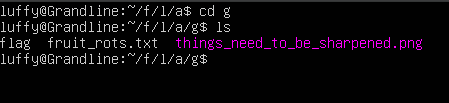 luffy@Grandline:~/f/l/a$ cd g
luffy@Grandline:~/f/l/a/g$ ls
flag  fruit_rots.txt  things_need_to_be_sharpened.png
luffy@Grandline:~/f/l/a/g$